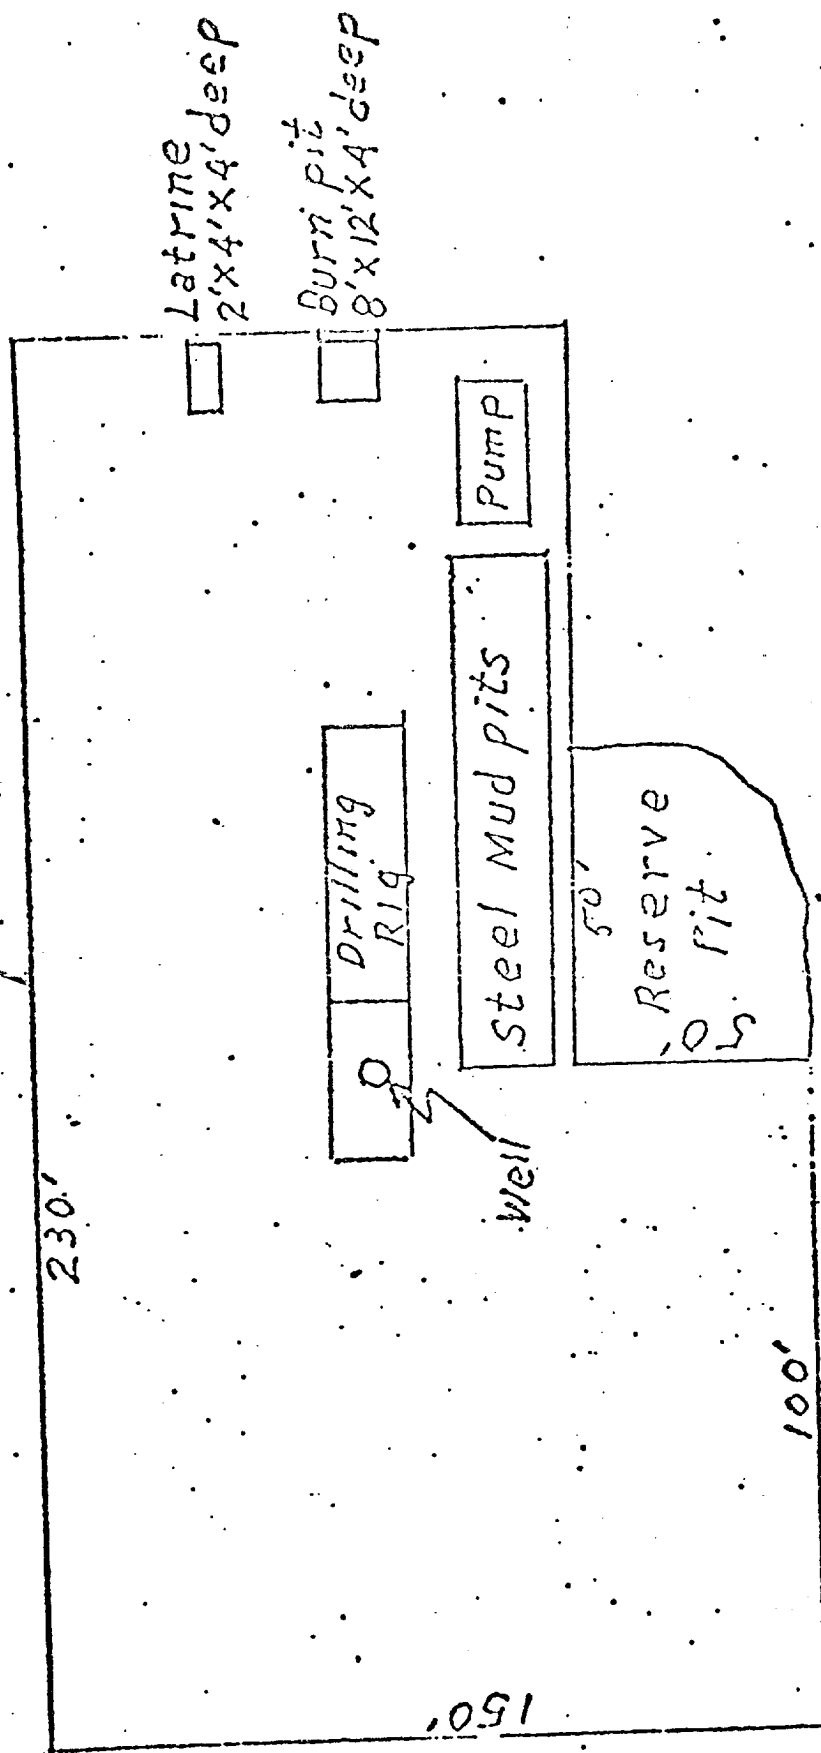 230.'
Latrine
2'x4'x4'deep
Burn pit
8'x12'x4'deep
Drilling
Rig
Well
Pump
steel Mud pits
50'
Reserve
Pit.
50'
100'
150'